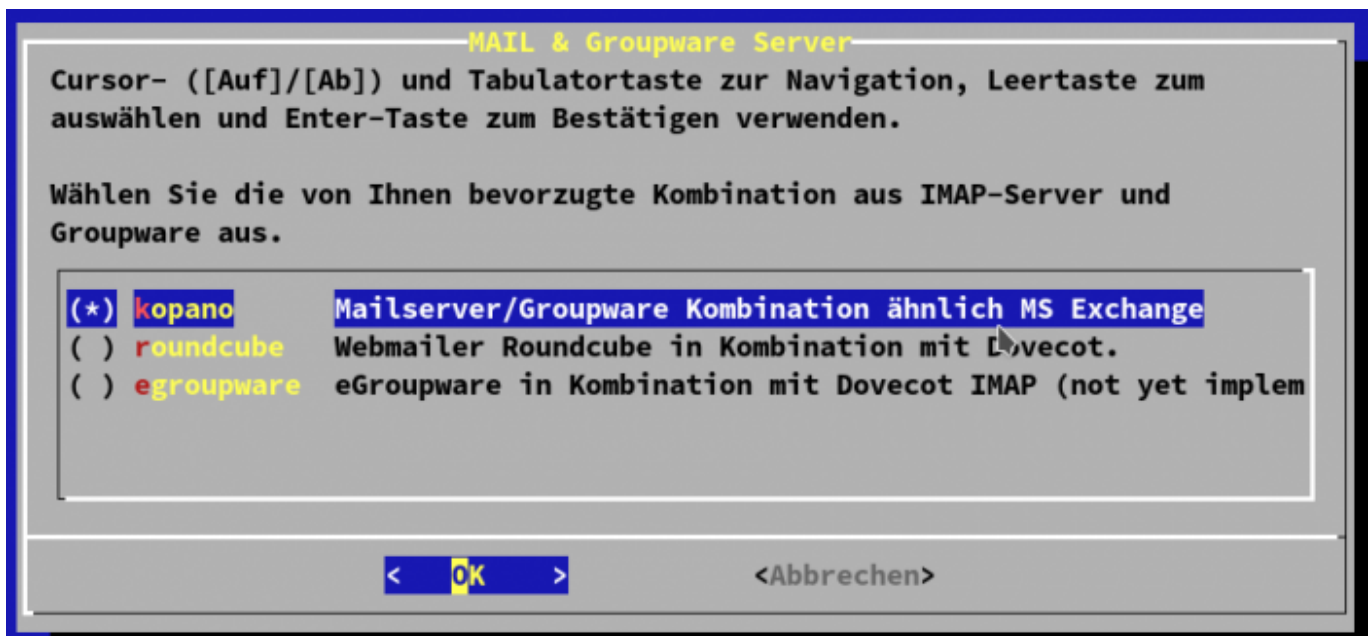 MAIL & Groupware Server
Cursor- ([Auf]/[Ab]) und Tabulatortaste zur Navigation, Leertaste zum
auswählen und Enter-Taste zum Bestätigen verwenden.
Wählen Sie die von Ihnen bevorzugte Kombination aus IMAP-Server und
Groupware aus.
(*) kopano Mailserver/Groupware Kombination ähnlich MS Exchange
( ) roundcube Webmailer Roundcube in Kombination mit Dovecot.
( ) egroupware eGroupware in Kombination mit Dovecot IMAP (not yet implem
< OK > <Abbrechen>